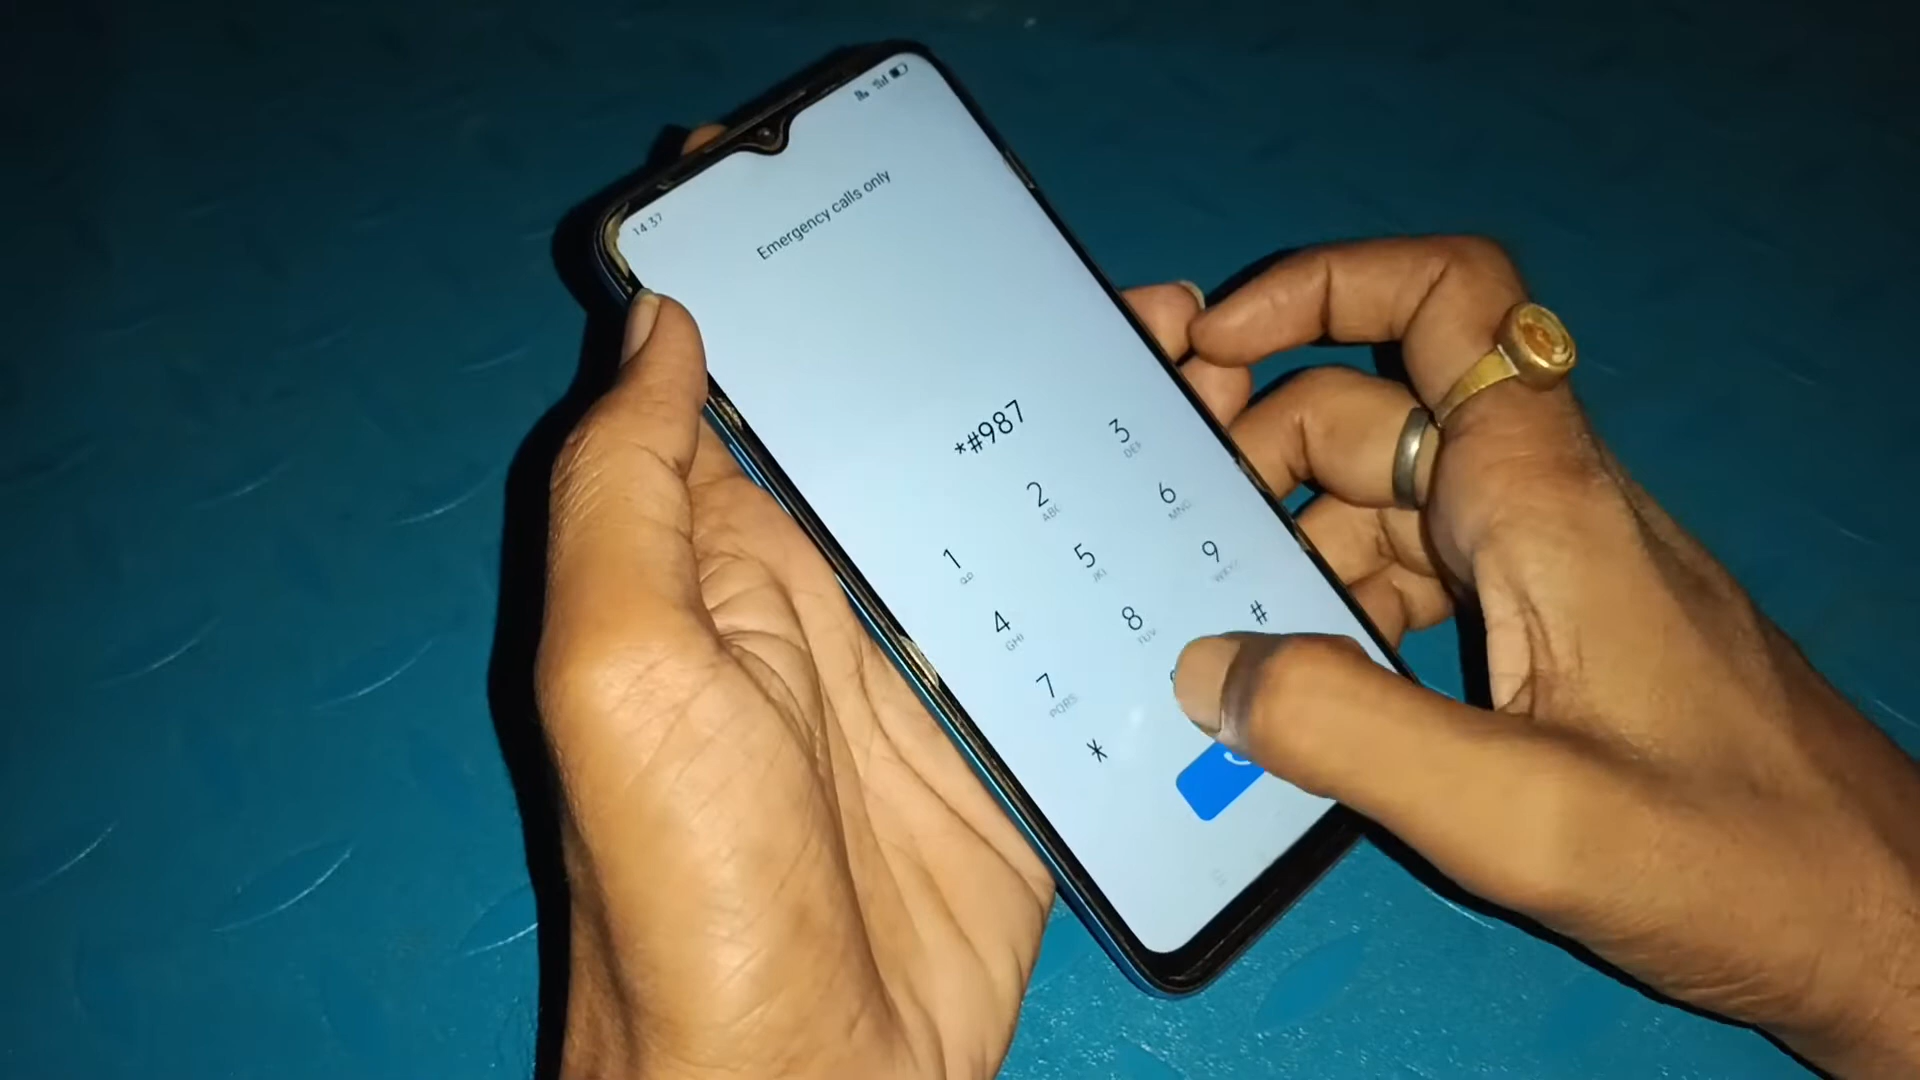 14:37
Emergency calls only
*#987
1
2 ABC
3 DEF
4 GHI
5 JKL
6 MNO
7 PQRS
8 TUV
9 WXYZ
*
#